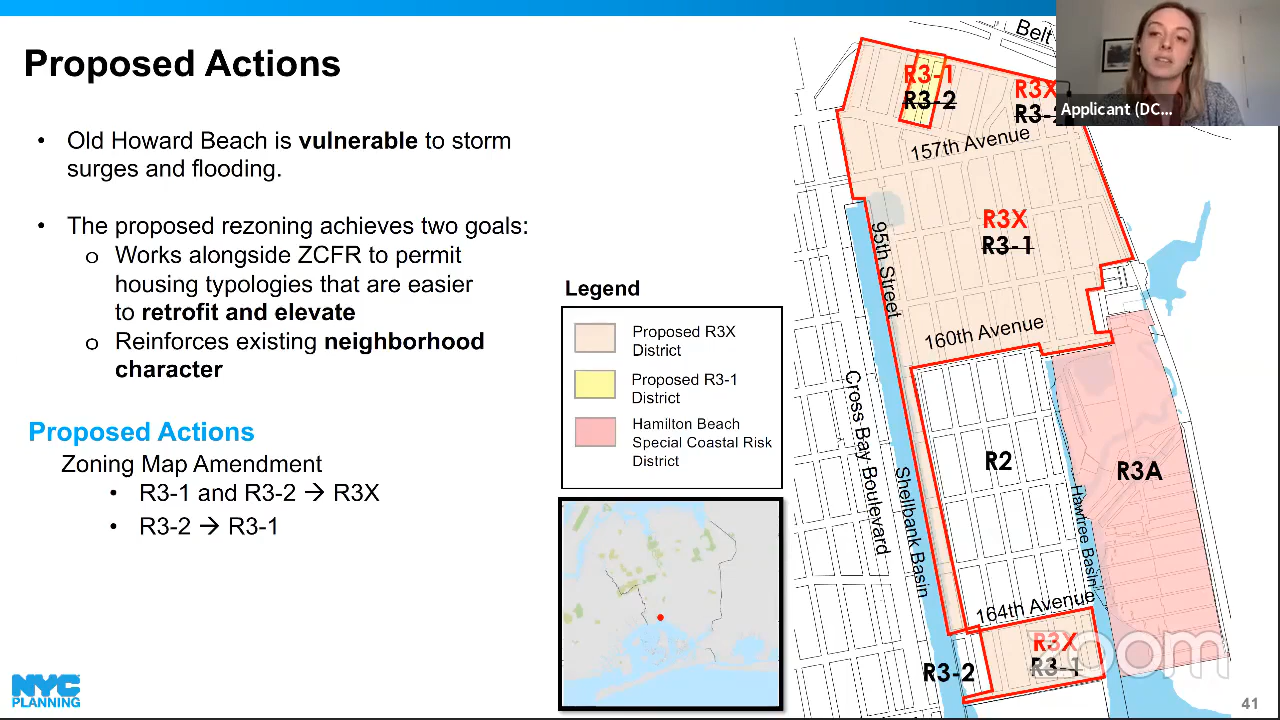 Proposed Actions
• Old Howard Beach is vulnerable to storm
surges and flooding.
• The proposed rezoning achieves two goals:
o Works alongside ZCFR to permit
housing typologies that are easier
to retrofit and elevate
o Reinforces existing neighborhood
character
Proposed Actions
Zoning Map Amendment
• R3-1 and R3-2 → R3X
• R3-2 → R3-1
NYC
PLANNING
Legend
Proposed R3X
District
Proposed R3-1
District
Hamilton Beach
Special Coastal Risk
District
Belt
R3-1
R3-2
R3X
Applicant (DC...
157th Avenue
R3X
R3-1
95th Street
160th Avenue
Cross Bay Boulevard
Shellbank Basin
R2
R3A
Hawtree Basin
164th Avenue
R3X
R3-1
R3-2
zoom
41